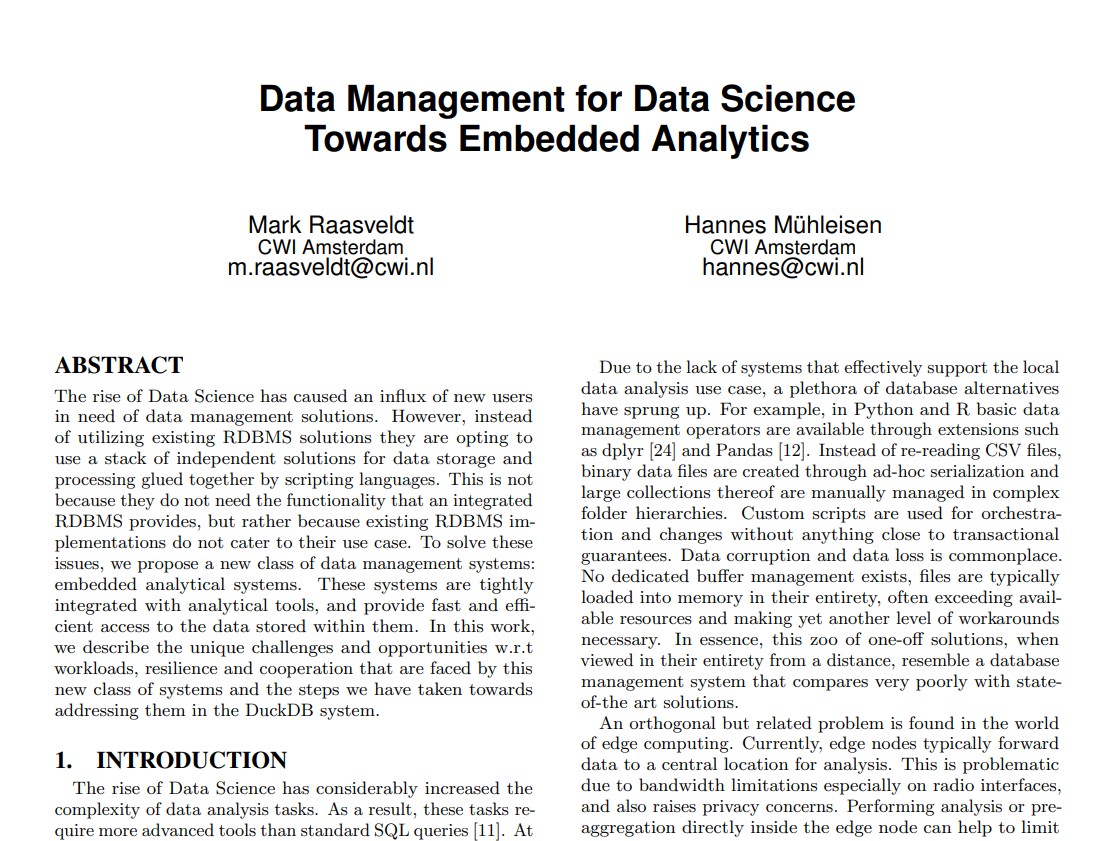 Data Management for Data Science
Towards Embedded Analytics
Mark Raasveldt
CWI Amsterdam
m.raasveldt@cwi.nl
Hannes Mühleisen
CWI Amsterdam
hannes@cwi.nl
ABSTRACT
The rise of Data Science has caused an influx of new users
in need of data management solutions. However, instead
of utilizing existing RDBMS solutions they are opting to
use a stack of independent solutions for data storage and
processing glued together by scripting languages. This is not
because they do not need the functionality that an integrated
RDBMS provides, but rather because existing RDBMS im-
plementations do not cater to their use case. To solve these
issues, we propose a new class of data management systems:
embedded analytical systems. These systems are tightly
integrated with analytical tools, and provide fast and effi-
cient access to the data stored within them. In this work,
we describe the unique challenges and opportunities w.r.t
workloads, resilience and cooperation that are faced by this
new class of systems and the steps we have taken towards
addressing them in the DuckDB system.
1. INTRODUCTION
The rise of Data Science has considerably increased the
complexity of data analysis tasks. As a result, these tasks re-
quire more advanced tools than standard SQL queries [11]. At
Due to the lack of systems that effectively support the local
data analysis use case, a plethora of database alternatives
have sprung up. For example, in Python and R basic data
management operators are available through extensions such
as dplyr [24] and Pandas [12]. Instead of re-reading CSV files,
binary data files are created through ad-hoc serialization and
large collections thereof are manually managed in complex
folder hierarchies. Custom scripts are used for orchestra-
tion and changes without anything close to transactional
guarantees. Data corruption and data loss is commonplace.
No dedicated buffer management exists, files are typically
loaded into memory in their entirety, often exceeding avail-
able resources and making yet another level of workarounds
necessary. In essence, this zoo of one-off solutions, when
viewed in their entirety from a distance, resemble a database
management system that compares very poorly with state-
of-the art solutions.
An orthogonal but related problem is found in the world
of edge computing. Currently, edge nodes typically forward
data to a central location for analysis. This is problematic
due to bandwidth limitations especially on radio interfaces,
and also raises privacy concerns. Performing analysis or pre-
aggregation directly inside the edge node can help to limit